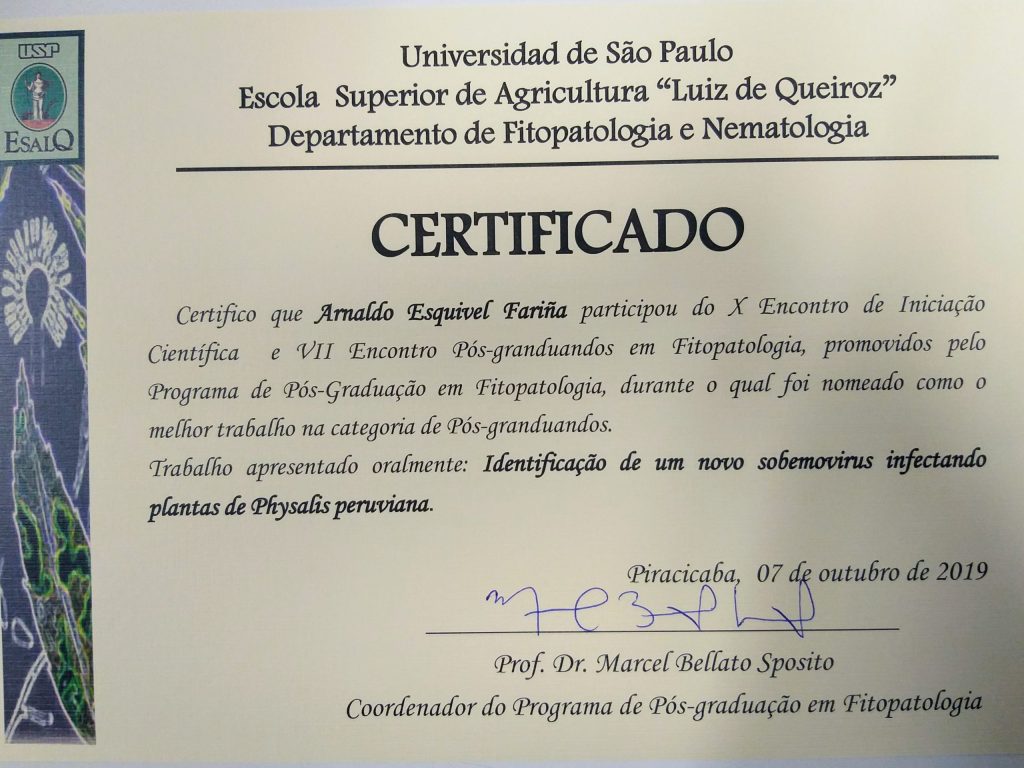 USP
ESALQ
Universidad de São Paulo
Escola Superior de Agricultura “Luiz de Queiroz”
Departamento de Fitopatologia e Nematologia
CERTIFICADO
Certifico que Arnaldo Esquivel Fariña participou do X Encontro de Iniciação
Científica e VII Encontro Pós-granduandos em Fitopatologia, promovidos pelo
Programa de Pós-Graduação em Fitopatologia, durante o qual foi nomeado como o
melhor trabalho na categoria de Pós-granduandos.
Trabalho apresentado oralmente: Identificação de um novo sobemovirus infectando
plantas de Physalis peruviana.
Piracicaba, 07 de outubro de 2019
Prof. Dr. Marcel Bellato Sposito
Coordenador do Programa de Pós-graduação em Fitopatologia